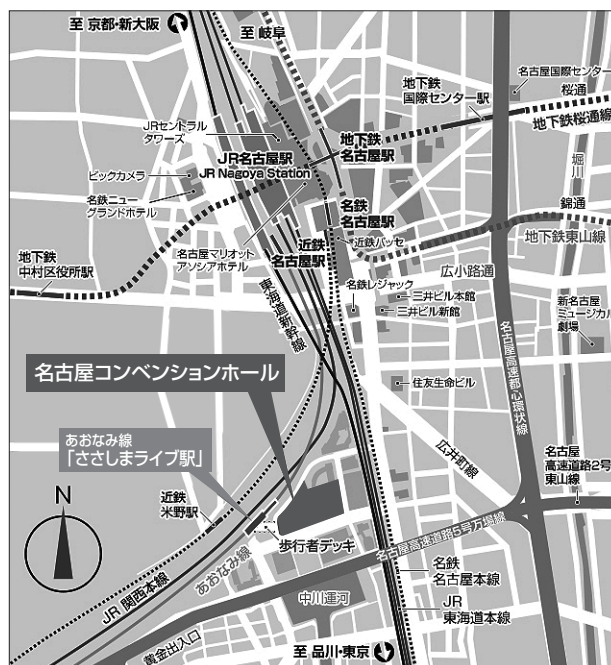 至 京都・新大阪
至 岐阜
名古屋国際センター
桜通
地下鉄
国際センター駅
地下鉄桜通線
JRセントラル
タワーズ
地下鉄
名古屋駅
JR名古屋駅
JR Nagoya Station
堀川
ビックカメラ
名鉄ニュー
グランドホテル
名鉄
名古屋駅
錦通
近鉄
名古屋駅
近鉄パッセ
地下鉄東山線
名古屋マリオット
アソシアホテル
地下鉄
中村区役所駅
広小路通
東海道新幹線
名鉄レジャック
三井ビル本館
三井ビル新館
新名古屋
ミュージカル
劇場
名古屋高速都心環状線
名古屋コンベンションホール
住友生命ビル
あおなみ線
「ささしまライブ駅」
広井町線
名古屋
高速道路2号
東山線
近鉄
米野駅
N
歩行者デッキ
名古屋高速道路5号万場線
JR 関西本線
あおなみ線
名鉄
名古屋本線
中川運河
JR
東海道本線
黄金出入口
至 品川・東京